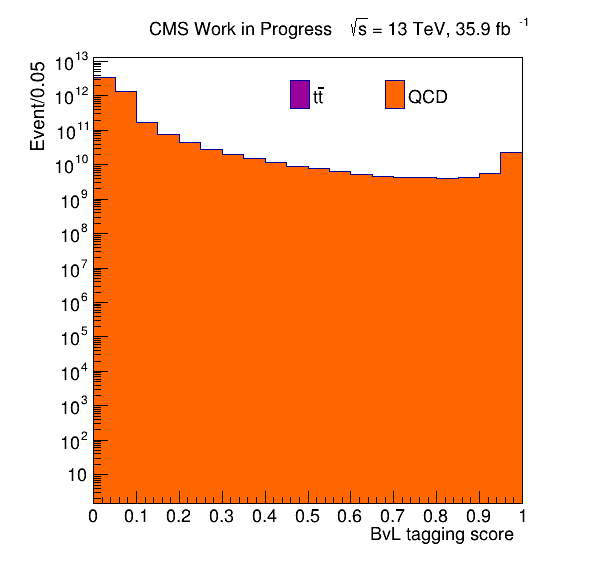 CMS Work in Progress √s = 13 TeV, 35.9 fb⁻¹
Event/0.05
tt̄ QCD
10¹³
10¹²
10¹¹
10¹⁰
10⁹
10⁸
10⁷
10⁶
10⁵
10⁴
10³
10²
10
0 0.1 0.2 0.3 0.4 0.5 0.6 0.7 0.8 0.9 1
BvL tagging score